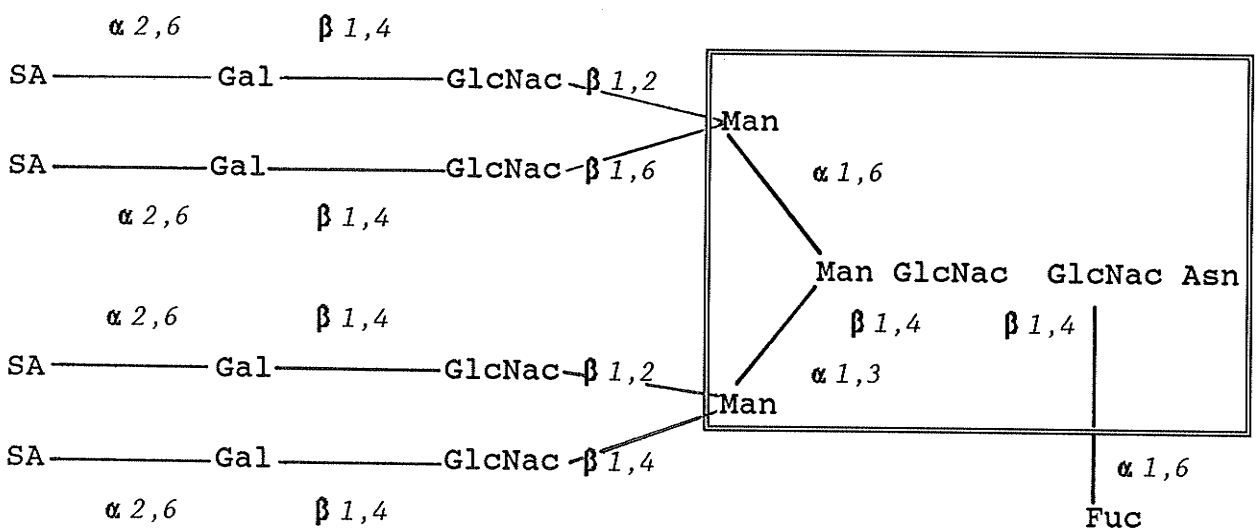 α 2,6 β 1,4
SA Gal GlcNac β 1,2
Man
SA Gal GlcNac β 1,6 α 1,6
α 2,6 β 1,4
Man GlcNac GlcNac Asn
α 2,6 β 1,4 β 1,4 β 1,4
SA Gal GlcNac β 1,2 α 1,3
Man
SA Gal GlcNac β 1,4 α 1,6
α 2,6 β 1,4 Fuc